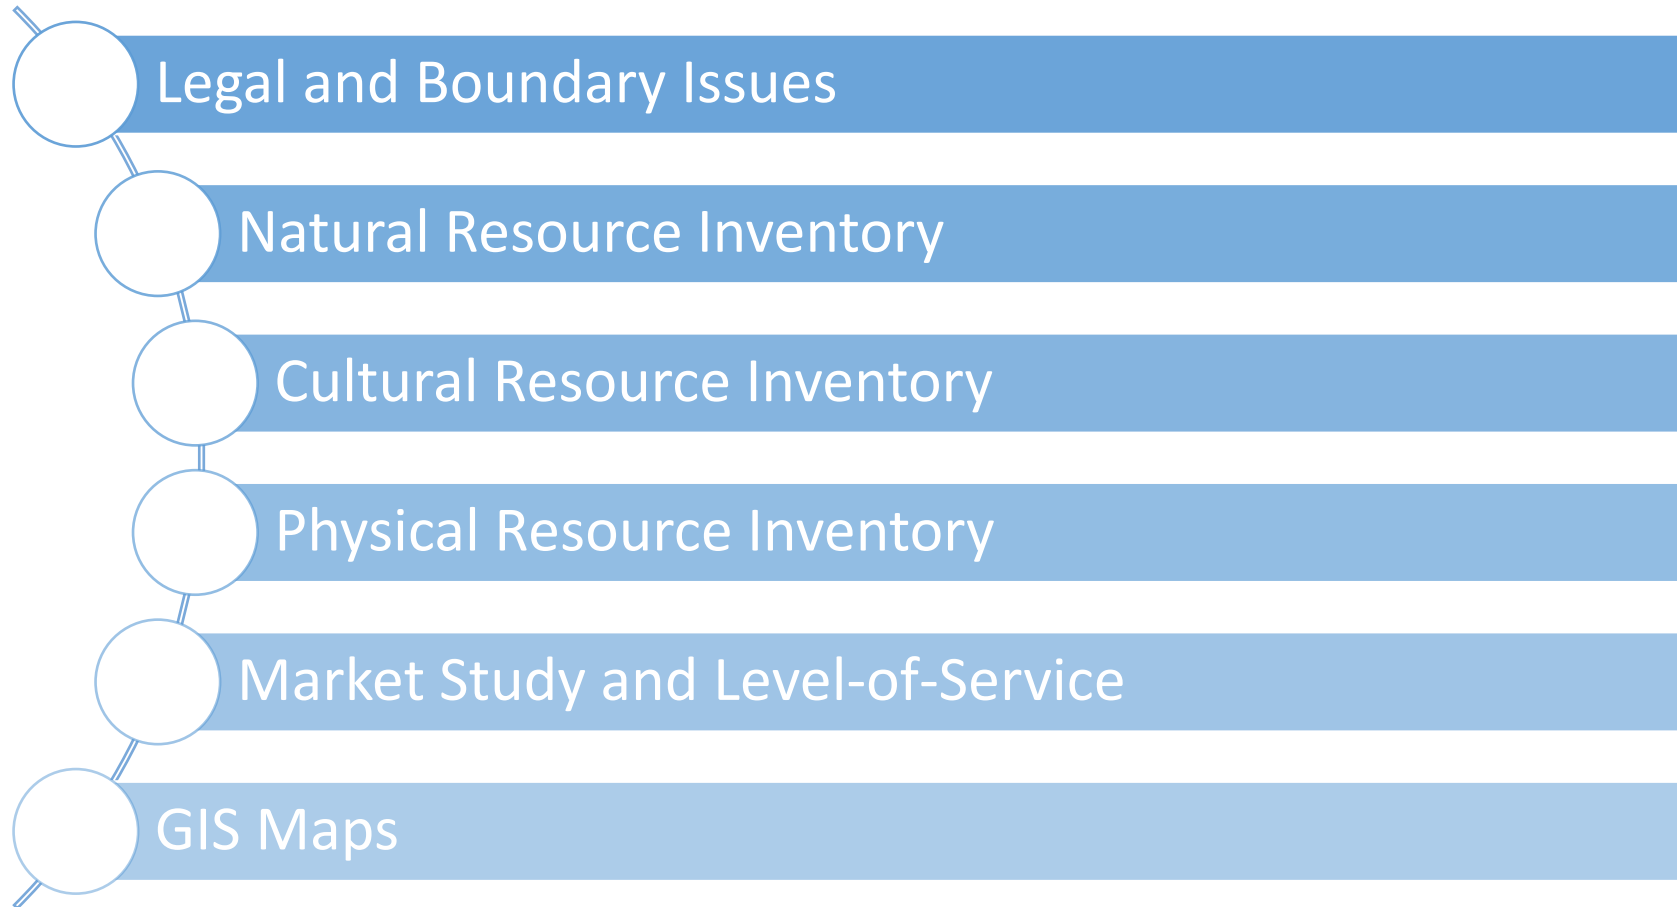 Legal and Boundary Issues
Natural Resource Inventory
Cultural Resource Inventory
Physical Resource Inventory
Market Study and Level-of-Service
GIS Maps